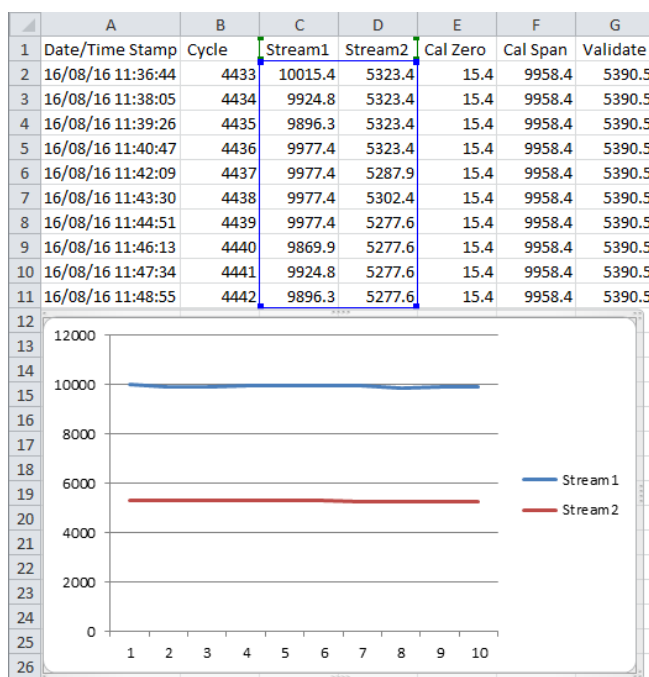 A B C D E F G
1 Date/Time Stamp Cycle Stream1 Stream2 Cal Zero Cal Span Validate
2 16/08/16 11:36:44 4433 10015.4 5323.4 15.4 9958.4 5390.5
3 16/08/16 11:38:05 4434 9924.8 5323.4 15.4 9958.4 5390.5
4 16/08/16 11:39:26 4435 9896.3 5323.4 15.4 9958.4 5390.5
5 16/08/16 11:40:47 4436 9977.4 5323.4 15.4 9958.4 5390.5
6 16/08/16 11:42:09 4437 9977.4 5287.9 15.4 9958.4 5390.5
7 16/08/16 11:43:30 4438 9977.4 5302.4 15.4 9958.4 5390.5
8 16/08/16 11:44:51 4439 9977.4 5277.6 15.4 9958.4 5390.5
9 16/08/16 11:46:13 4440 9869.9 5277.6 15.4 9958.4 5390.5
10 16/08/16 11:47:34 4441 9924.8 5277.6 15.4 9958.4 5390.5
11 16/08/16 11:48:55 4442 9896.3 5277.6 15.4 9958.4 5390.5
12
13
14
15
16
17
18
19
20
21
22
23
24
25
26
12000
10000
8000
6000
4000
2000
0
1 2 3 4 5 6 7 8 9 10
Stream1
Stream2